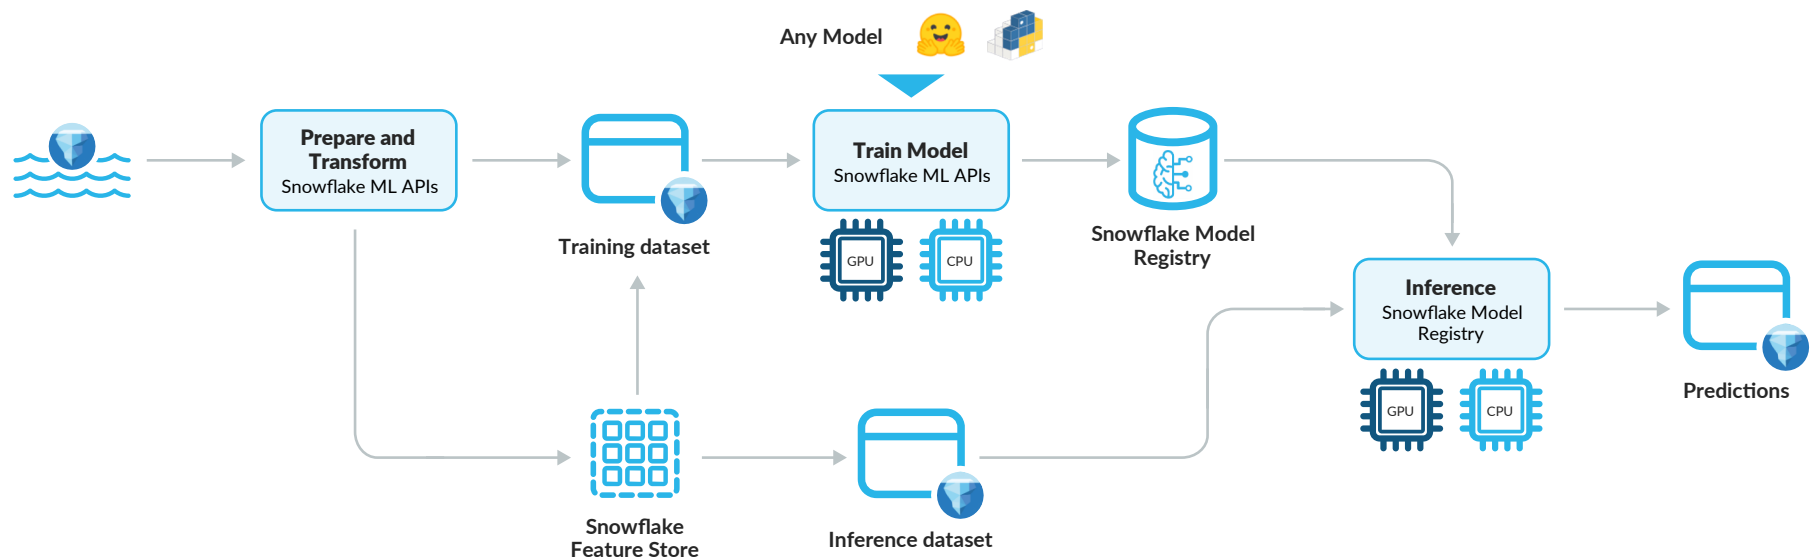 Any Model
Prepare and
Transform
Snowflake ML APIs
Training dataset
Train Model
Snowflake ML APIs
GPU
CPU
Snowflake Model
Registry
Inference
Snowflake Model
Registry
GPU
CPU
Predictions
Snowflake
Feature Store
Inference dataset